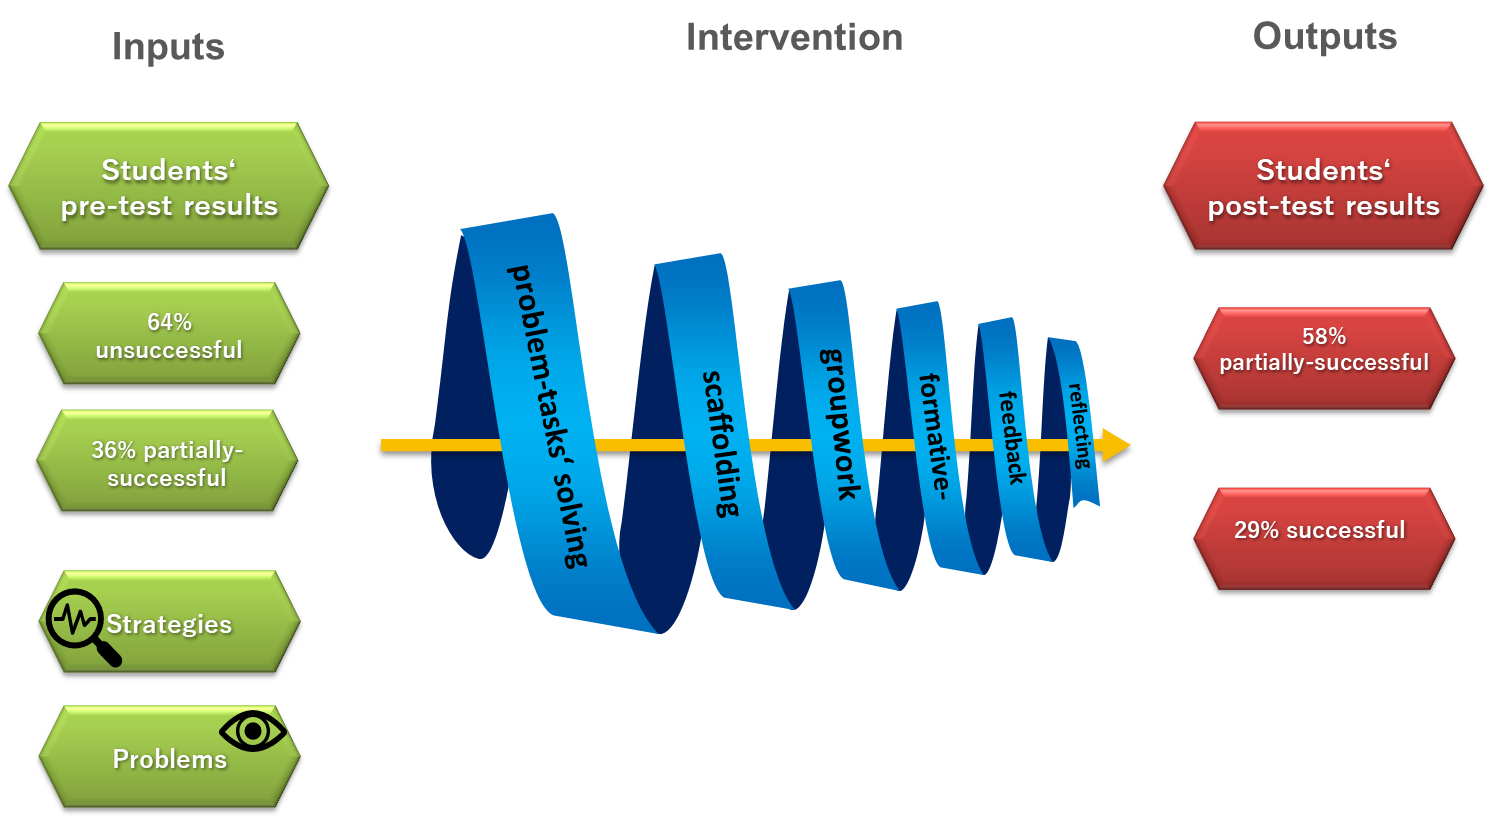 Inputs
Intervention
Outputs
Students‘
pre-test results
64%
unsuccessful
36% partially-
successful
Strategies
Problems
problem-tasks‘ solving
scaffolding
groupwork
formative-
feedback
reflecting
Students‘
post-test results
58%
partially-successful
29% successful